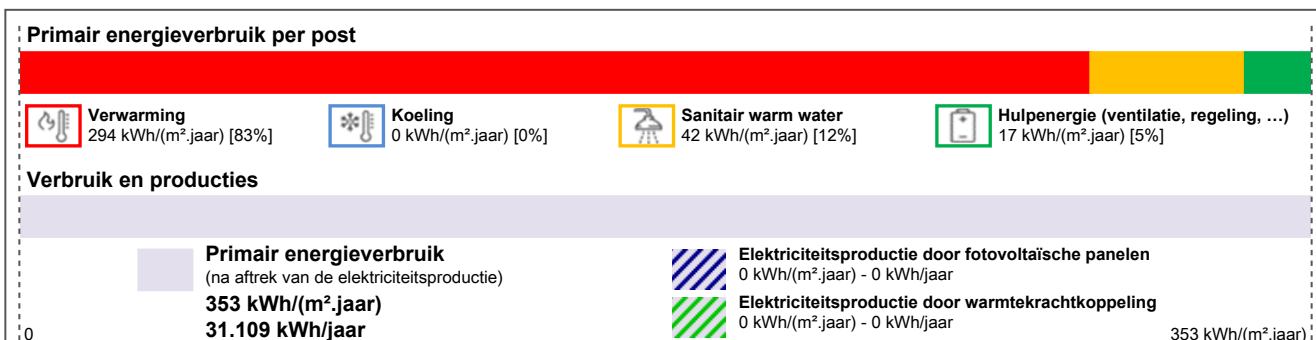 Primair energieverbruik per post
Verwarming
294 kWh/(m².jaar) [83%]
Koeling
0 kWh/(m².jaar) [0%]
Sanitair warm water
42 kWh/(m².jaar) [12%]
Hulpenergie (ventilatie, regeling, …)
17 kWh/(m².jaar) [5%]
Verbruik en producties
Primair energieverbruik
(na aftrek van de elektriciteitsproductie)
353 kWh/(m².jaar)
31.109 kWh/jaar
Elektriciteitsproductie door fotovoltaïsche panelen
0 kWh/(m².jaar) - 0 kWh/jaar
Elektriciteitsproductie door warmtekrachtkoppeling
0 kWh/(m².jaar) - 0 kWh/jaar
0
353 kWh/(m².jaar)